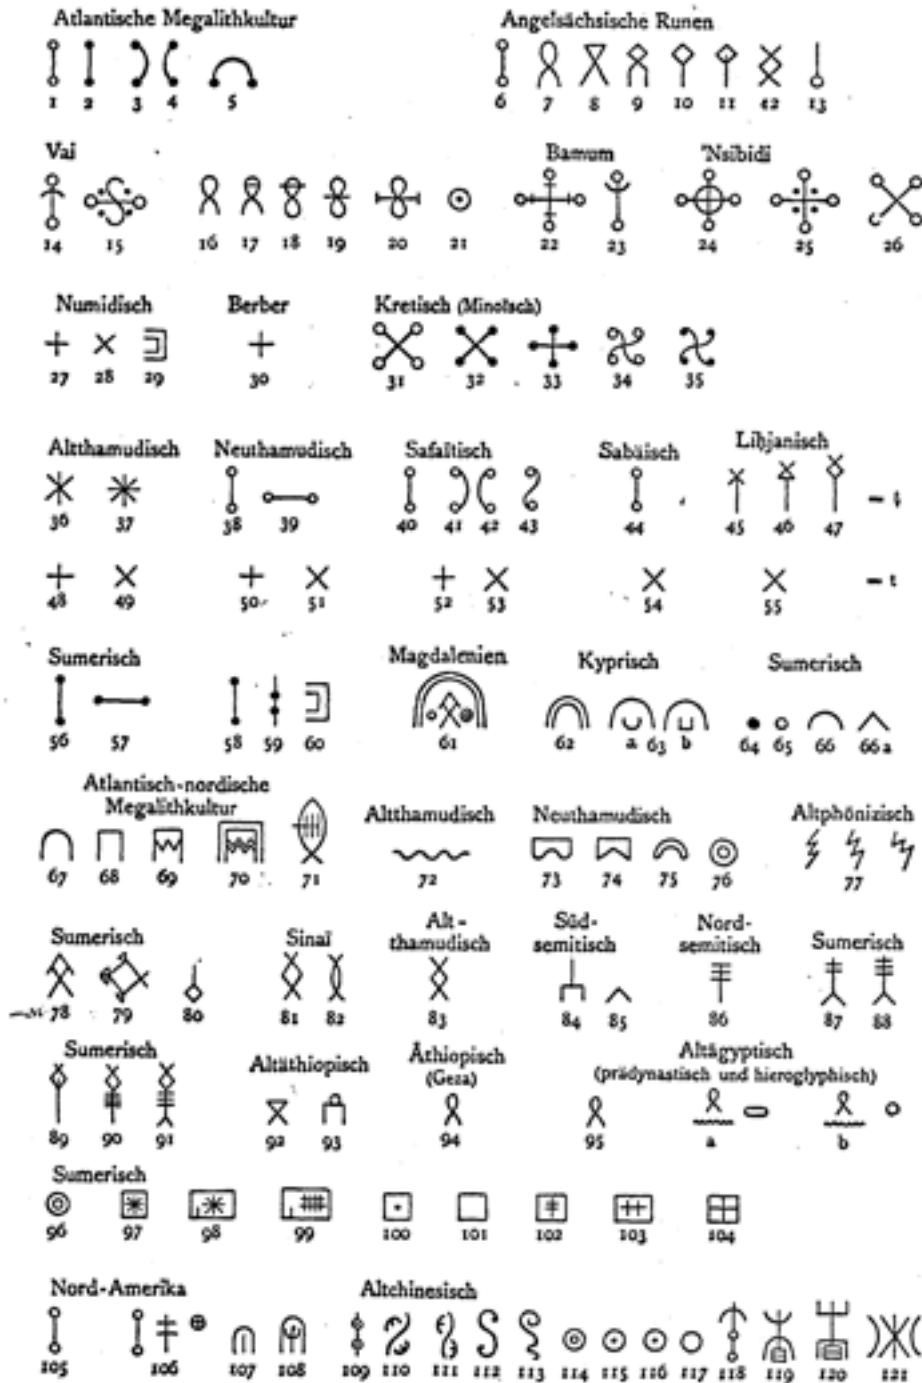 Atlantische Megalithkultur Angelsächsische Runen
1 2 3 4 5 6 7 8 9 10 11 12 13
Vai Bamum 'Nsibidi
14 15 16 17 18 19 20 21 22 23 24 25 26
Numidisch Berber Kretisch (Minoisch)
27 28 29 30 31 32 33 34 35
Altthamudisch Neuthamudisch Safaïtisch Sabäisch Liḥjanisch
36 37 38 39 40 41 42 43 44 45 46 47
48 49 50 51 52 53 54 55 – t
Sumerisch Magdalenien Kyprisch Sumerisch
56 57 58 59 60 61 62 a 63 b 64 65 66 66a
Atlantisch-nordische
Megalithkultur Altthamudisch Neuthamudisch Altphönizisch
67 68 69 70 71 72 73 74 75 76 77
Sumerisch Sinaï Alt-
thamudisch Süd-
semitisch Nord-
semitisch Sumerisch
78 79 80 81 82 83 84 85 86 87 88
Sumerisch Altäthiopisch Äthiopisch
(Geza) Altägyptisch
(prädynastisch und hieroglyphisch)
89 90 91 92 93 94 95 a b
Sumerisch
96 97 98 99 100 101 102 103 104
Nord-Amerika Altchinesisch
105 106 107 108 109 110 111 112 113 114 115 116 117 118 119 120 121